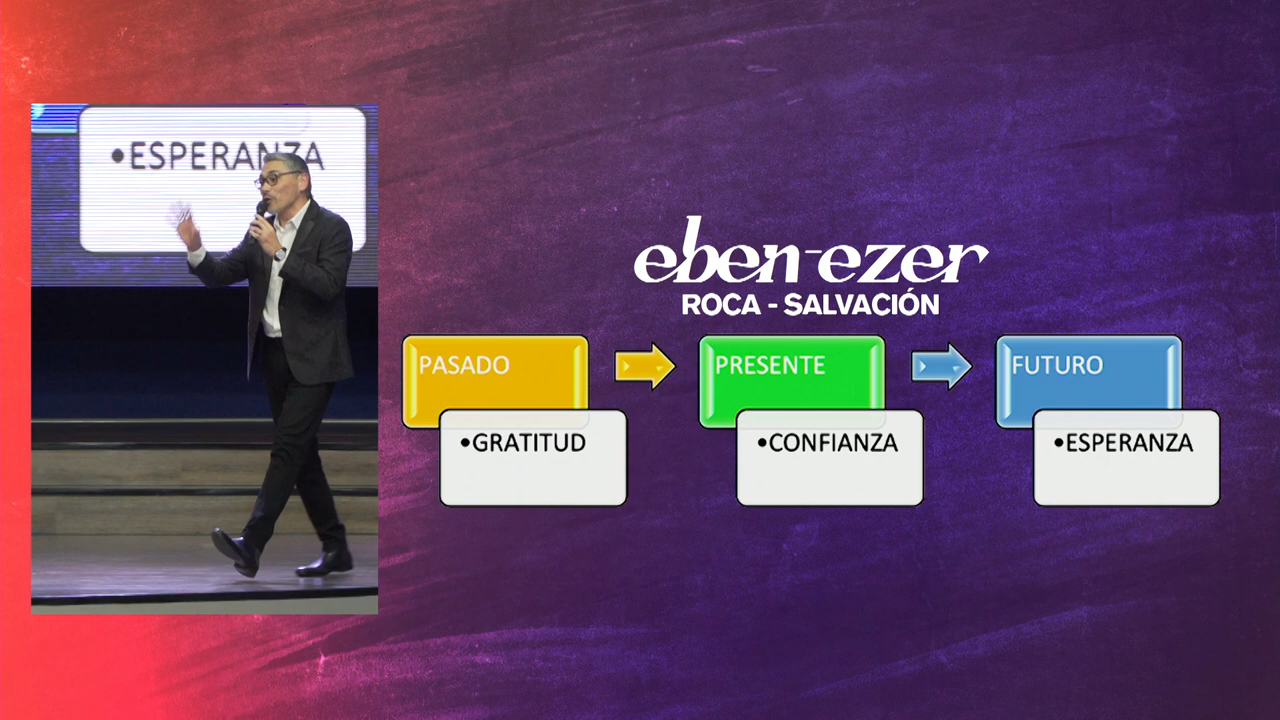 •ESPERANZA
eben-ezer
ROCA - SALVACIÓN
PASADO
PRESENTE
FUTURO
•GRATITUD
•CONFIANZA
•ESPERANZA